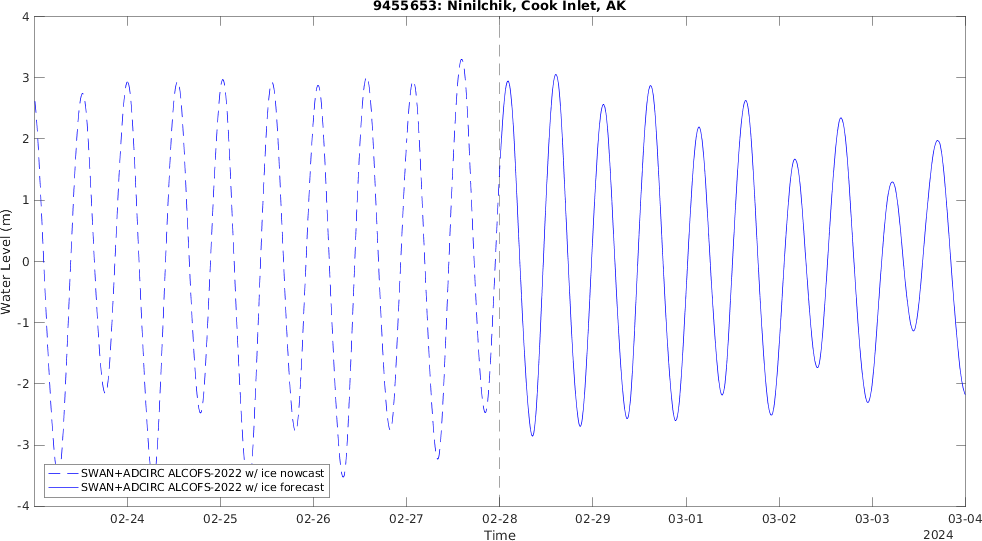 9455653: Ninilchik, Cook Inlet, AK
Water Level (m)
4
3
2
1
0
-1
-2
-3
-4
SWAN+ADCIRC ALCOFS-2022 w/ ice nowcast
SWAN+ADCIRC ALCOFS-2022 w/ ice forecast
02-24 02-25 02-26 02-27 02-28 02-29 03-01 03-02 03-03 03-04
Time
2024